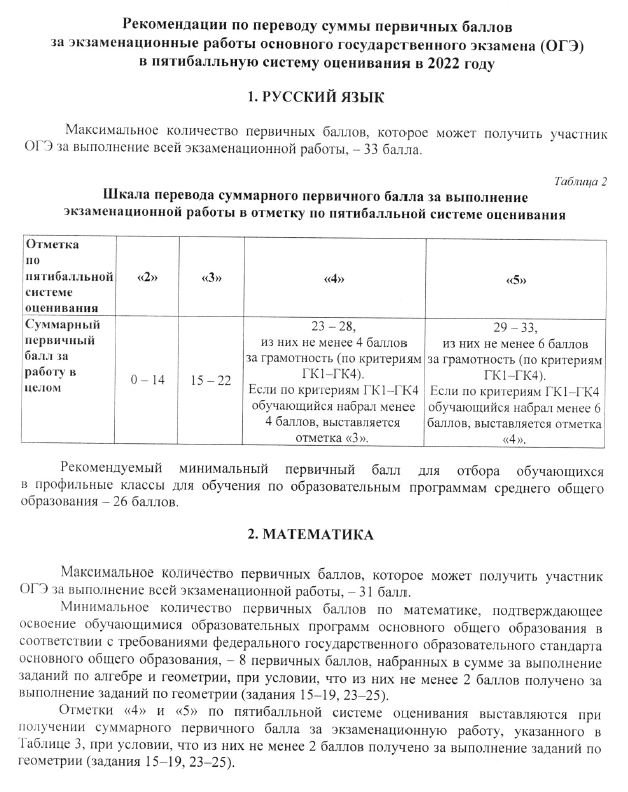 Рекомендации по переводу суммы первичных баллов
за экзаменационные работы основного государственного экзамена (ОГЭ)
в пятибалльную систему оценивания в 2022 году
1. РУССКИЙ ЯЗЫК
Максимальное количество первичных баллов, которое может получить участник
ОГЭ за выполнение всей экзаменационной работы, – 33 балла.
Таблица 2
Шкала перевода суммарного первичного балла за выполнение
экзаменационной работы в отметку по пятибалльной системе оценивания
Отметка
по
пятибалльной
системе
оценивания
«2»
«3»
«4»
«5»
Суммарный
первичный
балл за
работу в
целом
0 – 14
15 – 22
23 – 28,
из них не менее 4 баллов
за грамотность (по критериям
ГК1–ГК4).
Если по критериям ГК1–ГК4
обучающийся набрал менее
4 баллов, выставляется
отметка «3».
29 – 33,
из них не менее 6 баллов
за грамотность (по критериям
ГК1–ГК4).
Если по критериям ГК1–ГК4
обучающийся набрал менее 6
баллов, выставляется отметка
«4».
Рекомендуемый минимальный первичный балл для отбора обучающихся
в профильные классы для обучения по образовательным программам среднего общего
образования – 26 баллов.
2. МАТЕМАТИКА
Максимальное количество первичных баллов, которое может получить участник
ОГЭ за выполнение всей экзаменационной работы, – 31 балл.
Минимальное количество первичных баллов по математике, подтверждающее
освоение обучающимися образовательных программ основного общего образования в
соответствии с требованиями федерального государственного образовательного стандарта
основного общего образования, – 8 первичных баллов, набранных в сумме за выполнение
заданий по алгебре и геометрии, при условии, что из них не менее 2 баллов получено за
выполнение заданий по геометрии (задания 15–19, 23–25).
Отметки «4» и «5» по пятибалльной системе оценивания выставляются при
получении суммарного первичного балла за экзаменационную работу, указанного в
Таблице 3, при условии, что из них не менее 2 баллов получено за выполнение заданий по
геометрии (задания 15–19, 23–25).